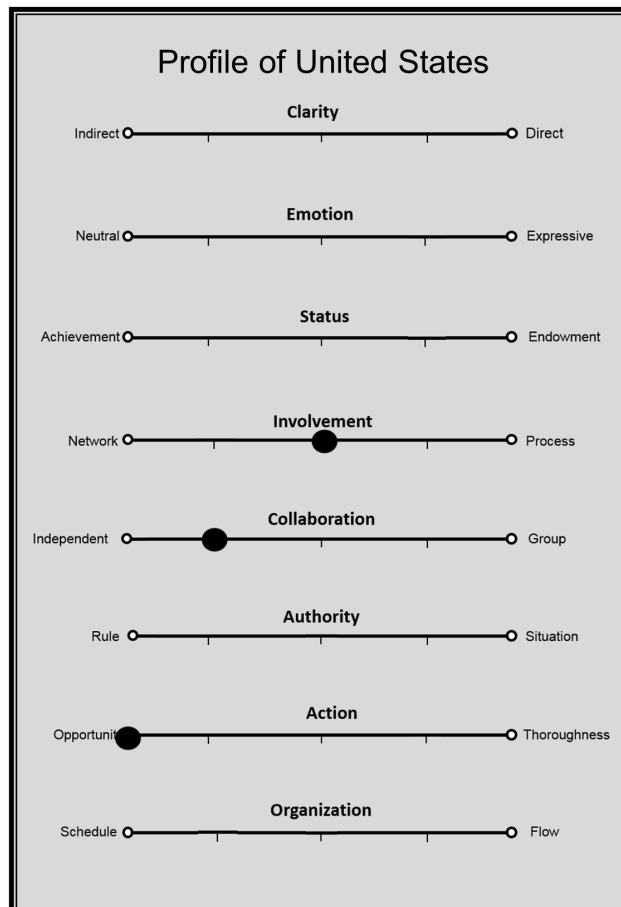 Profile of United States
Clarity
Indirect Direct
Emotion
Neutral Expressive
Status
Achievement Endowment
Involvement
Network Process
Collaboration
Independent Group
Authority
Rule Situation
Action
Opportunit Thoroughness
Organization
Schedule Flow